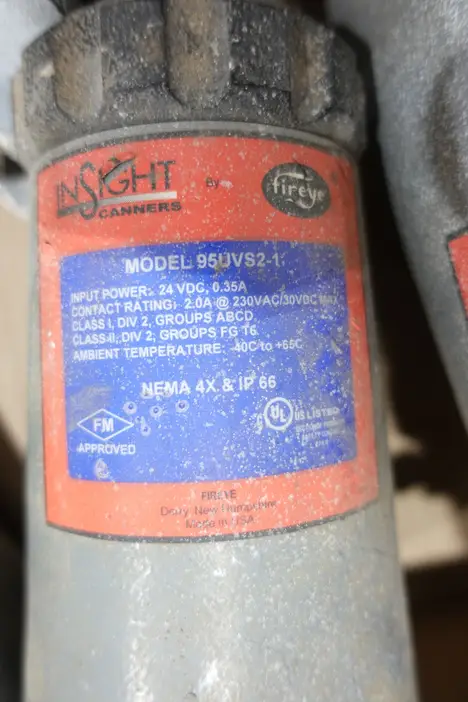 INSIGHT
By
fireye
CANNERS
MODEL 95UVS2-1
INPUT POWER: 24 VDC, 0.35A
CONTACT RATING: 2.0A @ 230VAC/30VDC MAX
CLASS I, DIV 2, GROUPS ABCD
CLASS II, DIV 2, GROUPS FG T6
AMBIENT TEMPERATURE: -40C to +65C
NEMA 4X & IP 66
FM
APPROVED
UL
US LISTED
FIREYE
Derry, New Hampshire
Made in USA